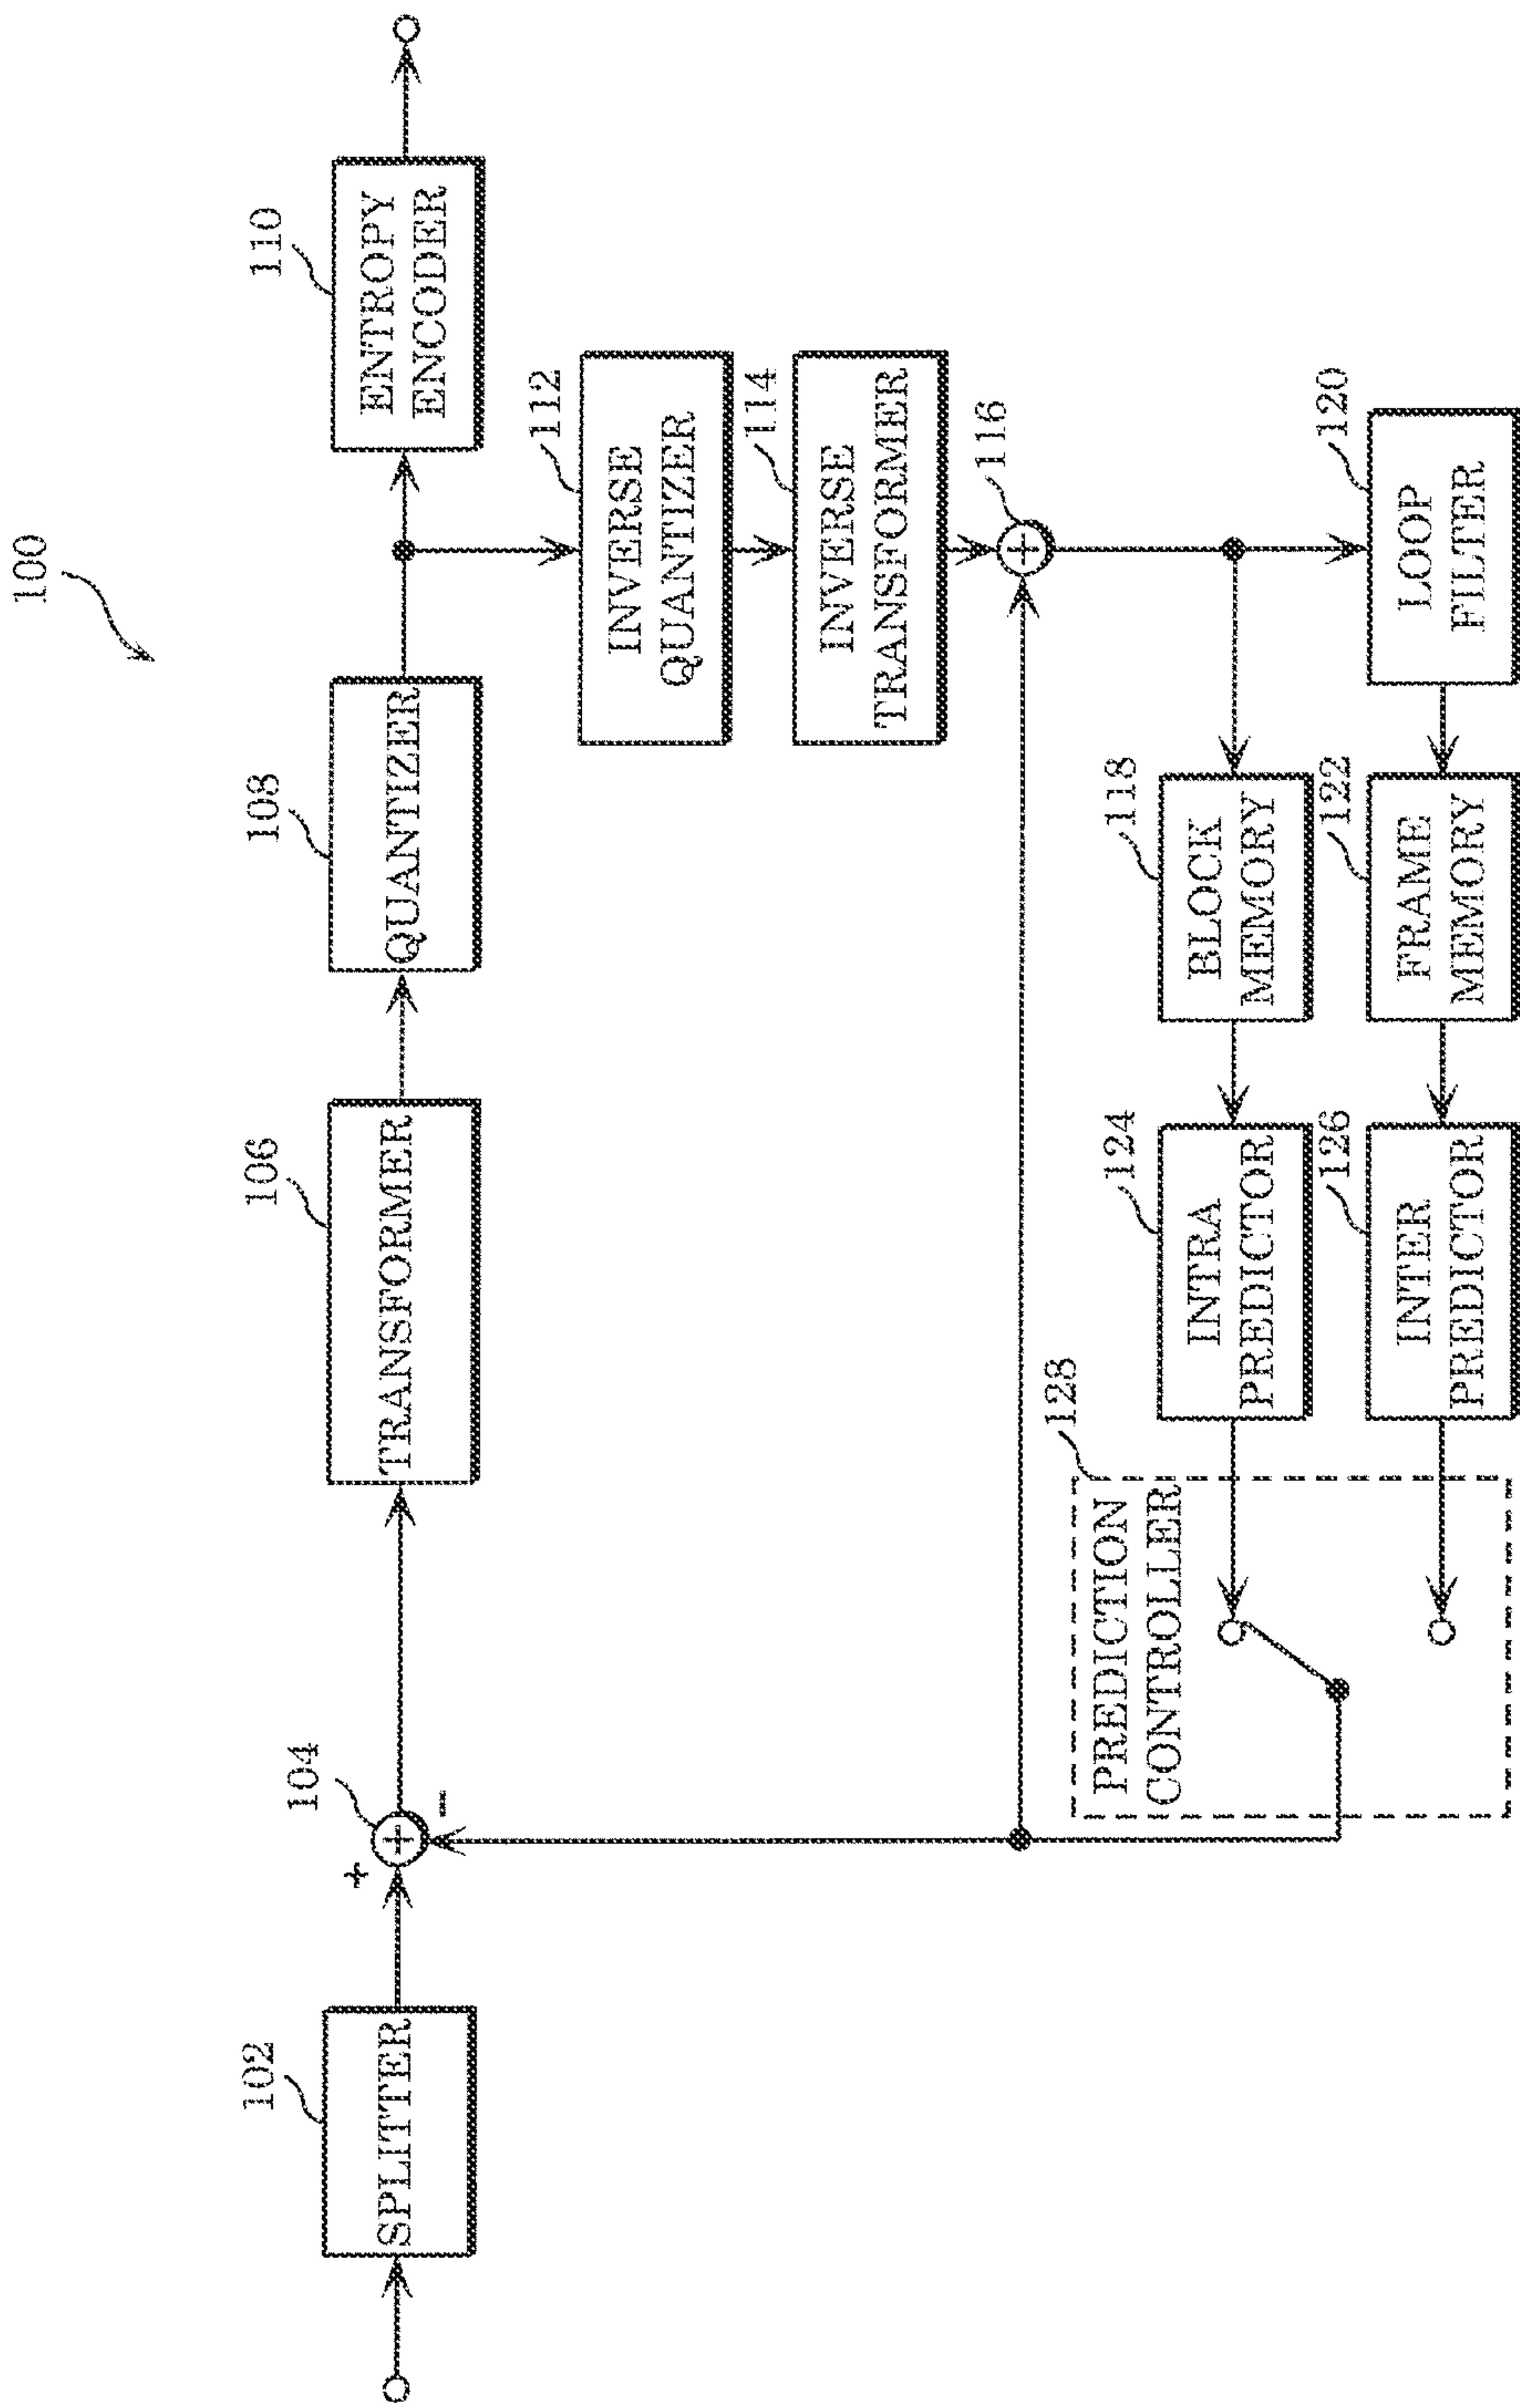 100
102
SPLITTER
+
104
-
106
TRANSFORMER
108
QUANTIZER
110
ENTROPY
ENCODER
112
INVERSE
QUANTIZER
114
INVERSE
TRANSFORMER
116
128
PREDICTION
CONTROLLER
124
INTRA
PREDICTOR
118
BLOCK
MEMORY
126
INTER
PREDICTOR
122
FRAME
MEMORY
120
LOOP
FILTER